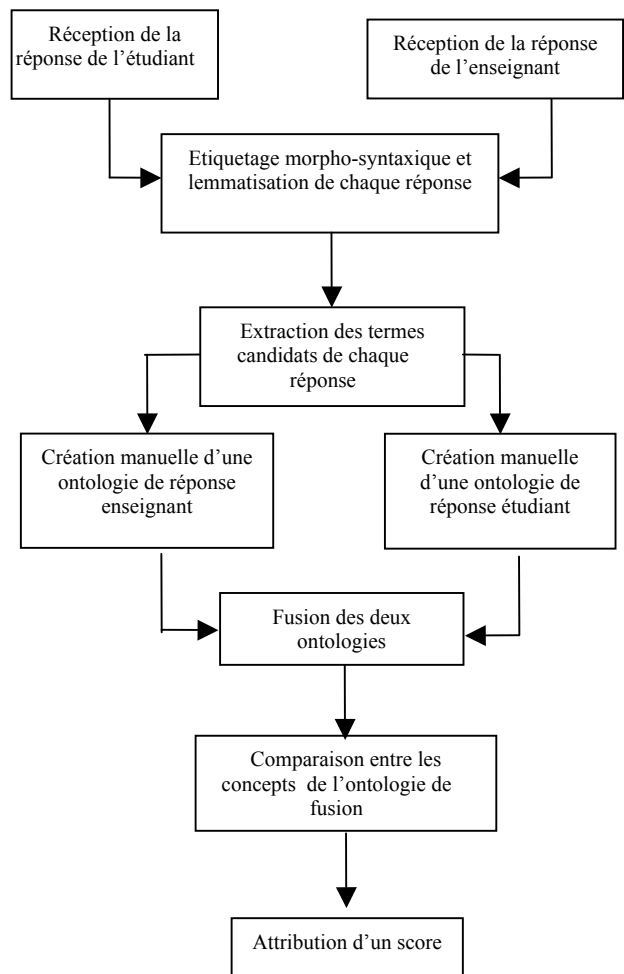 Réception de la
réponse de l'étudiant
Réception de la réponse
de l'enseignant
Etiquetage morpho-syntaxique et
lemmatisation de chaque réponse
Extraction des termes
candidats de chaque
réponse
Création manuelle d'une
ontologie de réponse
enseignant
Création manuelle
d'une ontologie de
réponse étudiant
Fusion des deux
ontologies
Comparaison entre les
concepts de l'ontologie de
fusion
Attribution d'un score